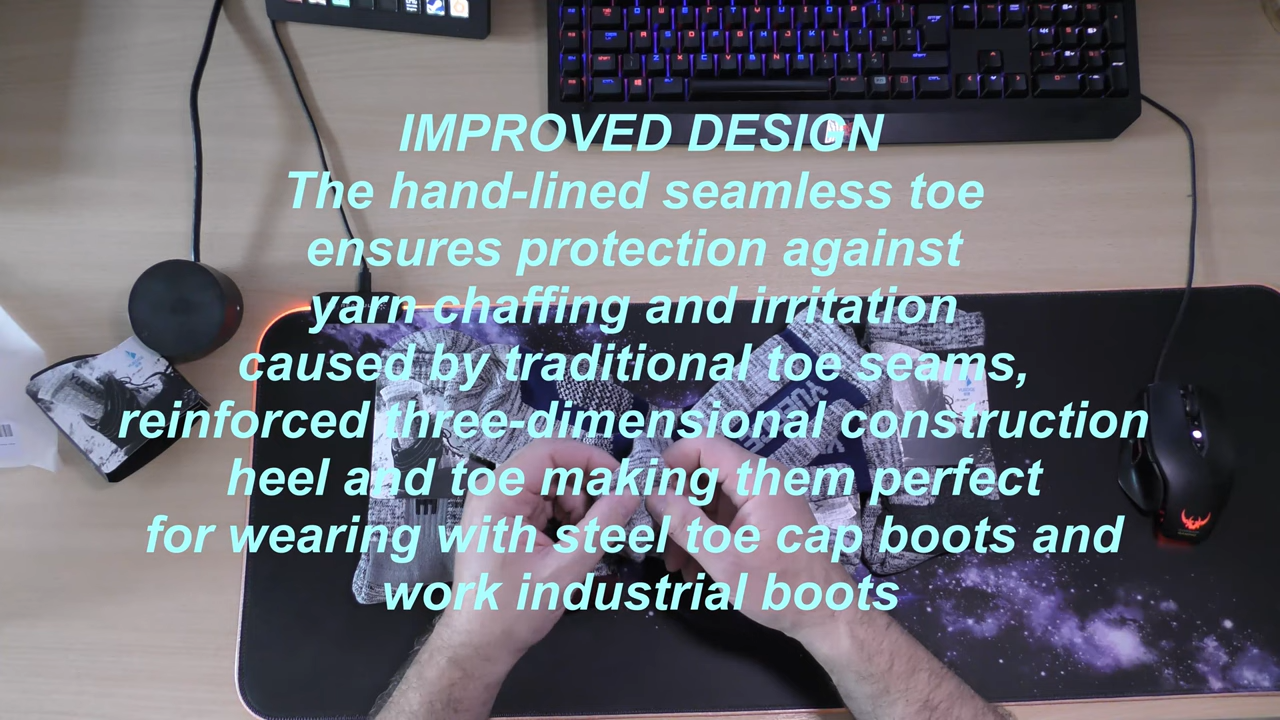 IMPROVED DESIGN
The hand-lined seamless toe
ensures protection against
yarn chaffing and irritation
caused by traditional toe seams,
reinforced three-dimensional construction
heel and toe making them perfect
for wearing with steel toe cap boots and
work industrial boots